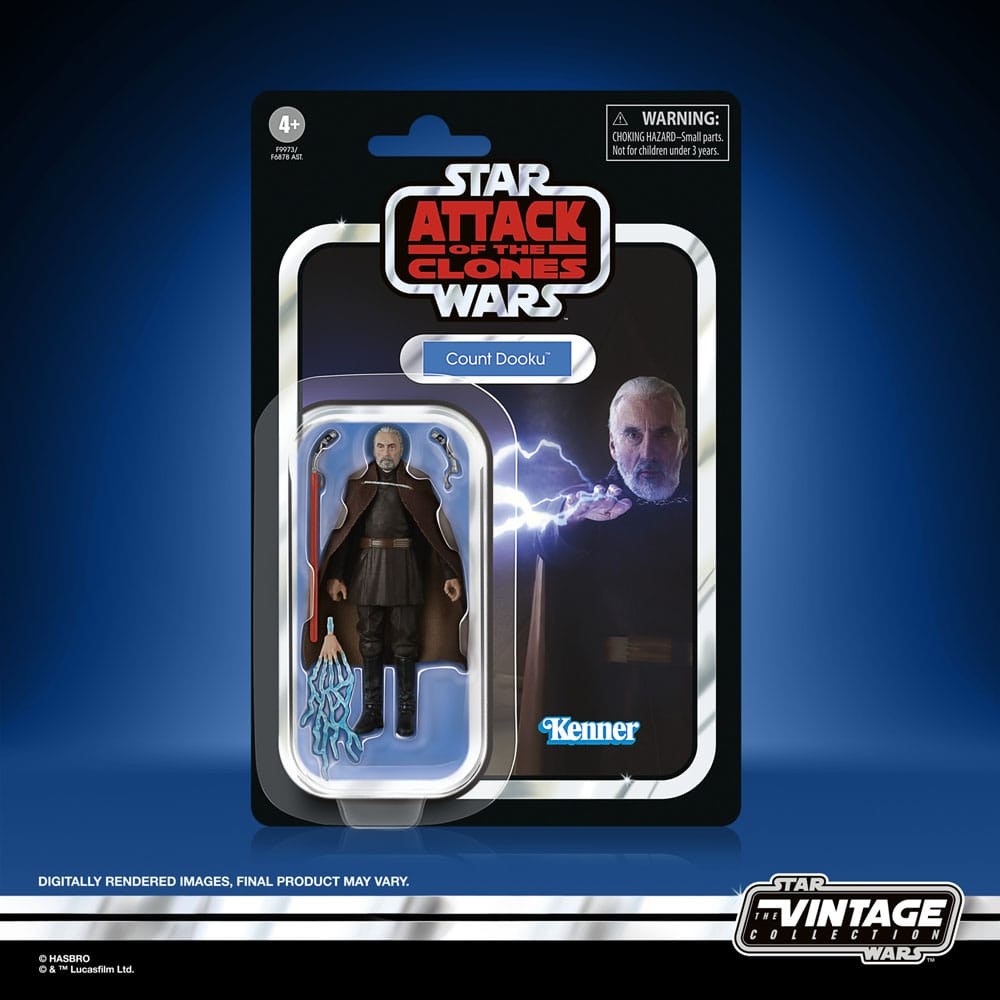 4+
F9973/
F6878 AST.
⚠ WARNING:
CHOKING HAZARD–Small parts.
Not for children under 3 years.
STAR
ATTACK
OF THE
CLONES
WARS™
Count Dooku™
Kenner
DIGITALLY RENDERED IMAGES, FINAL PRODUCT MAY VARY.
STAR
THE VINTAGE
COLLECTION
WARS™
© HASBRO
© & ™ Lucasfilm Ltd.